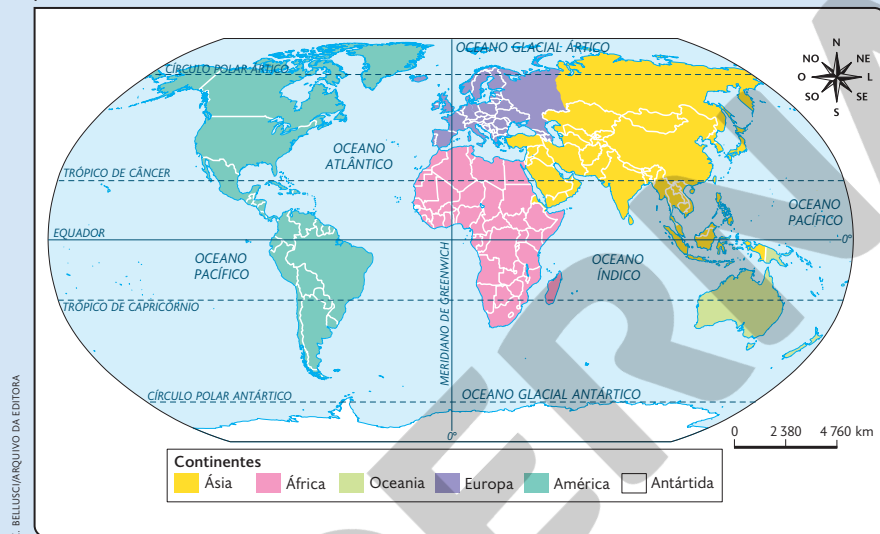 OCEANO GLACIAL ÁRTICO
N
NO NE
O L
SO SE
S
CÍRCULO POLAR ÁRTICO
OCEANO
ATLÂNTICO
TRÓPICO DE CÂNCER
OCEANO
PACÍFICO
EQUADOR
0°
OCEANO
PACÍFICO
OCEANO
ÍNDICO
MERIDIANO DE GREENWICH
TRÓPICO DE CAPRICÓRNIO
CÍRCULO POLAR ANTÁRTICO
OCEANO GLACIAL ANTÁRTICO
0°
0 2 380 4 760 km
Continentes
Ásia África Oceania Europa América Antártida
BELLUSCI/ARQUIVO DA EDITORA